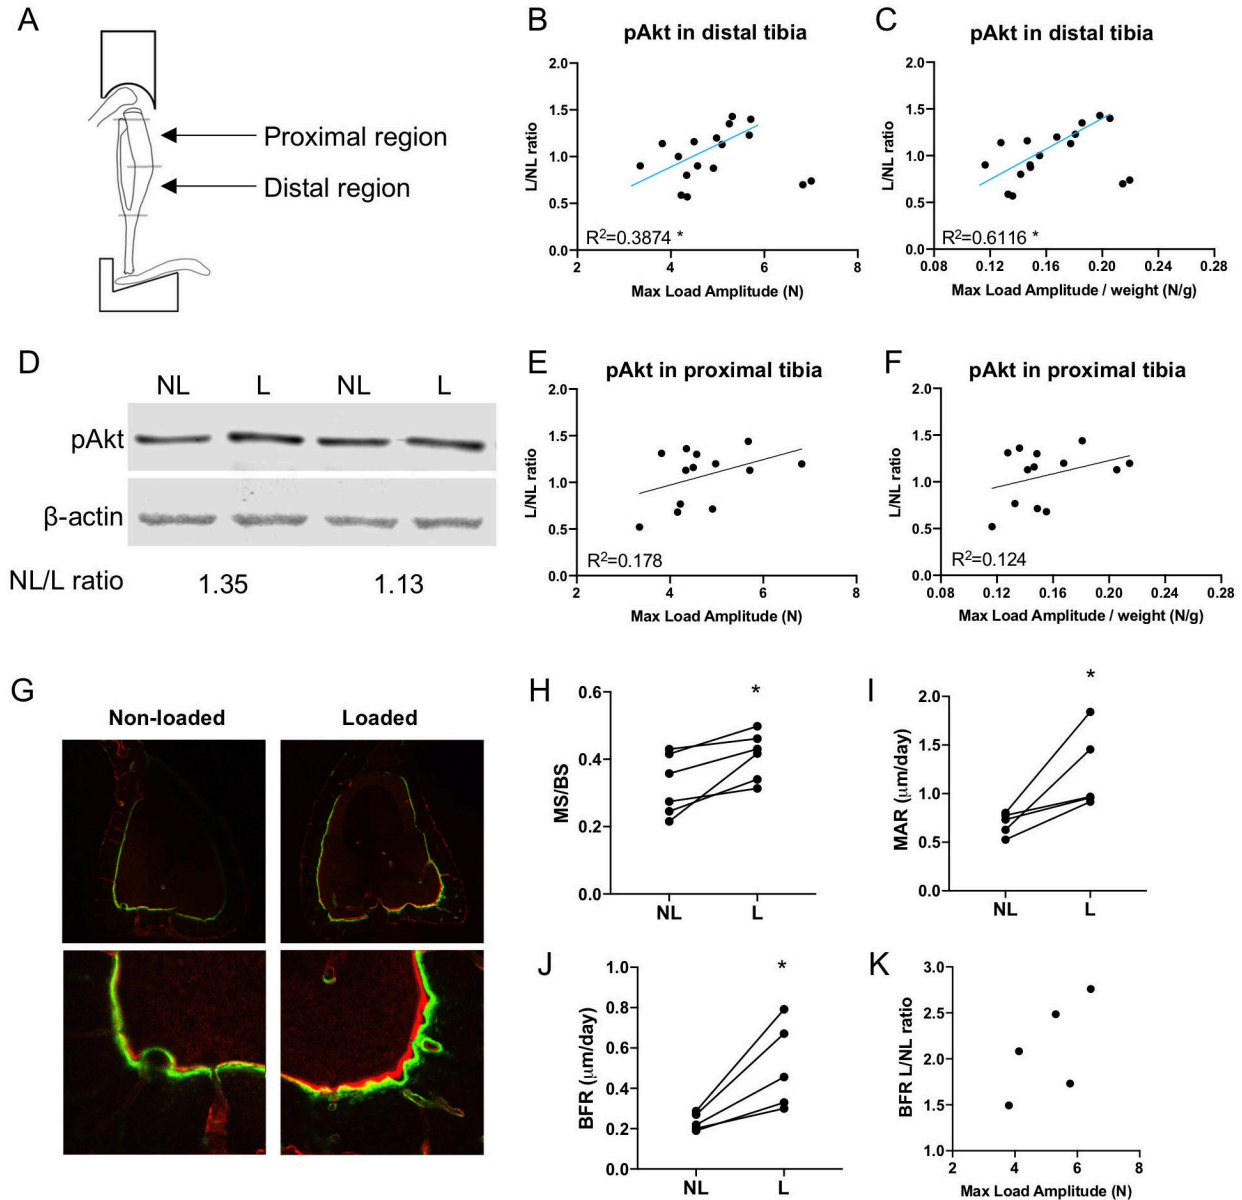 A
Proximal region
Distal region
B
pAkt in distal tibia
2.0
1.5
1.0
0.5
0.0
L/NL ratio
R²=0.3874 *
2 4 6 8
Max Load Amplitude (N)
C
pAkt in distal tibia
2.0
1.5
1.0
0.5
0.0
L/NL ratio
R²=0.6116 *
0.08 0.12 0.16 0.20 0.24 0.28
Max Load Amplitude / weight (N/g)
D
NL L NL L
pAkt
β-actin
NL/L ratio 1.35 1.13
E
pAkt in proximal tibia
2.0
1.5
1.0
0.5
0.0
L/NL ratio
R²=0.178
2 4 6 8
Max Load Amplitude (N)
F
pAkt in proximal tibia
2.0
1.5
1.0
0.5
0.0
L/NL ratio
R²=0.124
0.08 0.12 0.16 0.20 0.24 0.28
Max Load Amplitude / weight (N/g)
G
Non-loaded Loaded
H
*
0.6
0.4
0.2
0.0
MS/BS
NL L
I
*
2.0
1.5
1.0
0.5
0.0
MAR (μm/day)
NL L
J
*
1.0
0.8
0.6
0.4
0.2
0.0
BFR (μm/day)
NL L
K
3.0
2.5
2.0
1.5
1.0
BFR L/NL ratio
2 4 6 8
Max Load Amplitude (N)